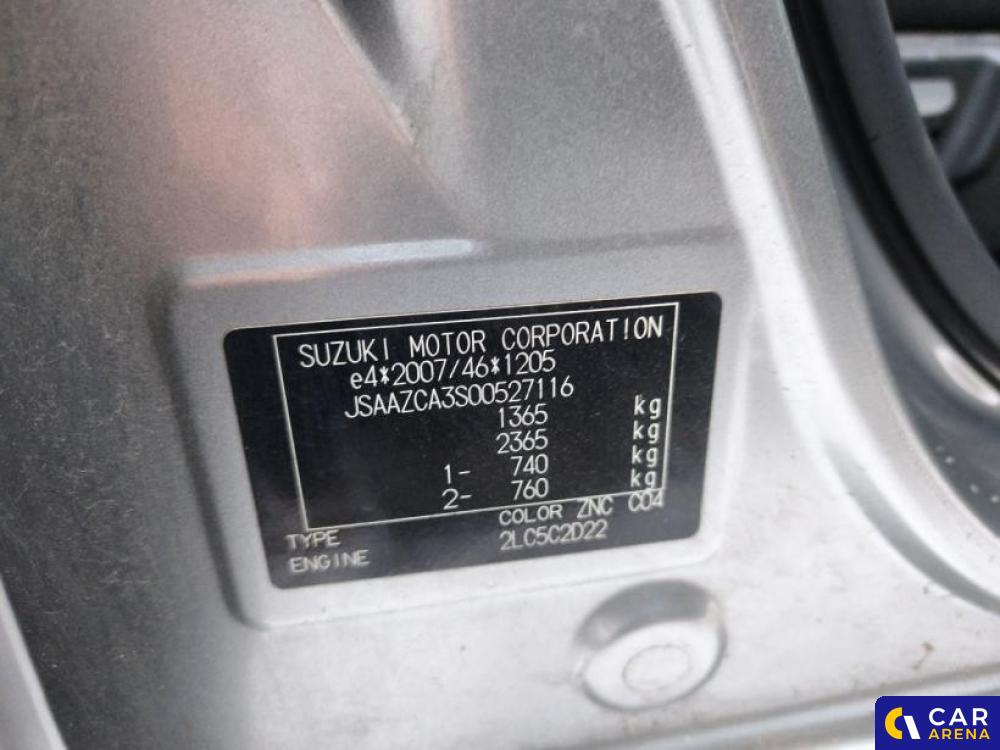 SUZUKI MOTOR CORPORATION
e4*2007/46*1205
JSAAZCA3S00527116
1365 kg
2365 kg
1- 740 kg
2- 760 kg
TYPE COLOR ZNC C04
ENGINE 2LC5C2D22
CAR
ARENA